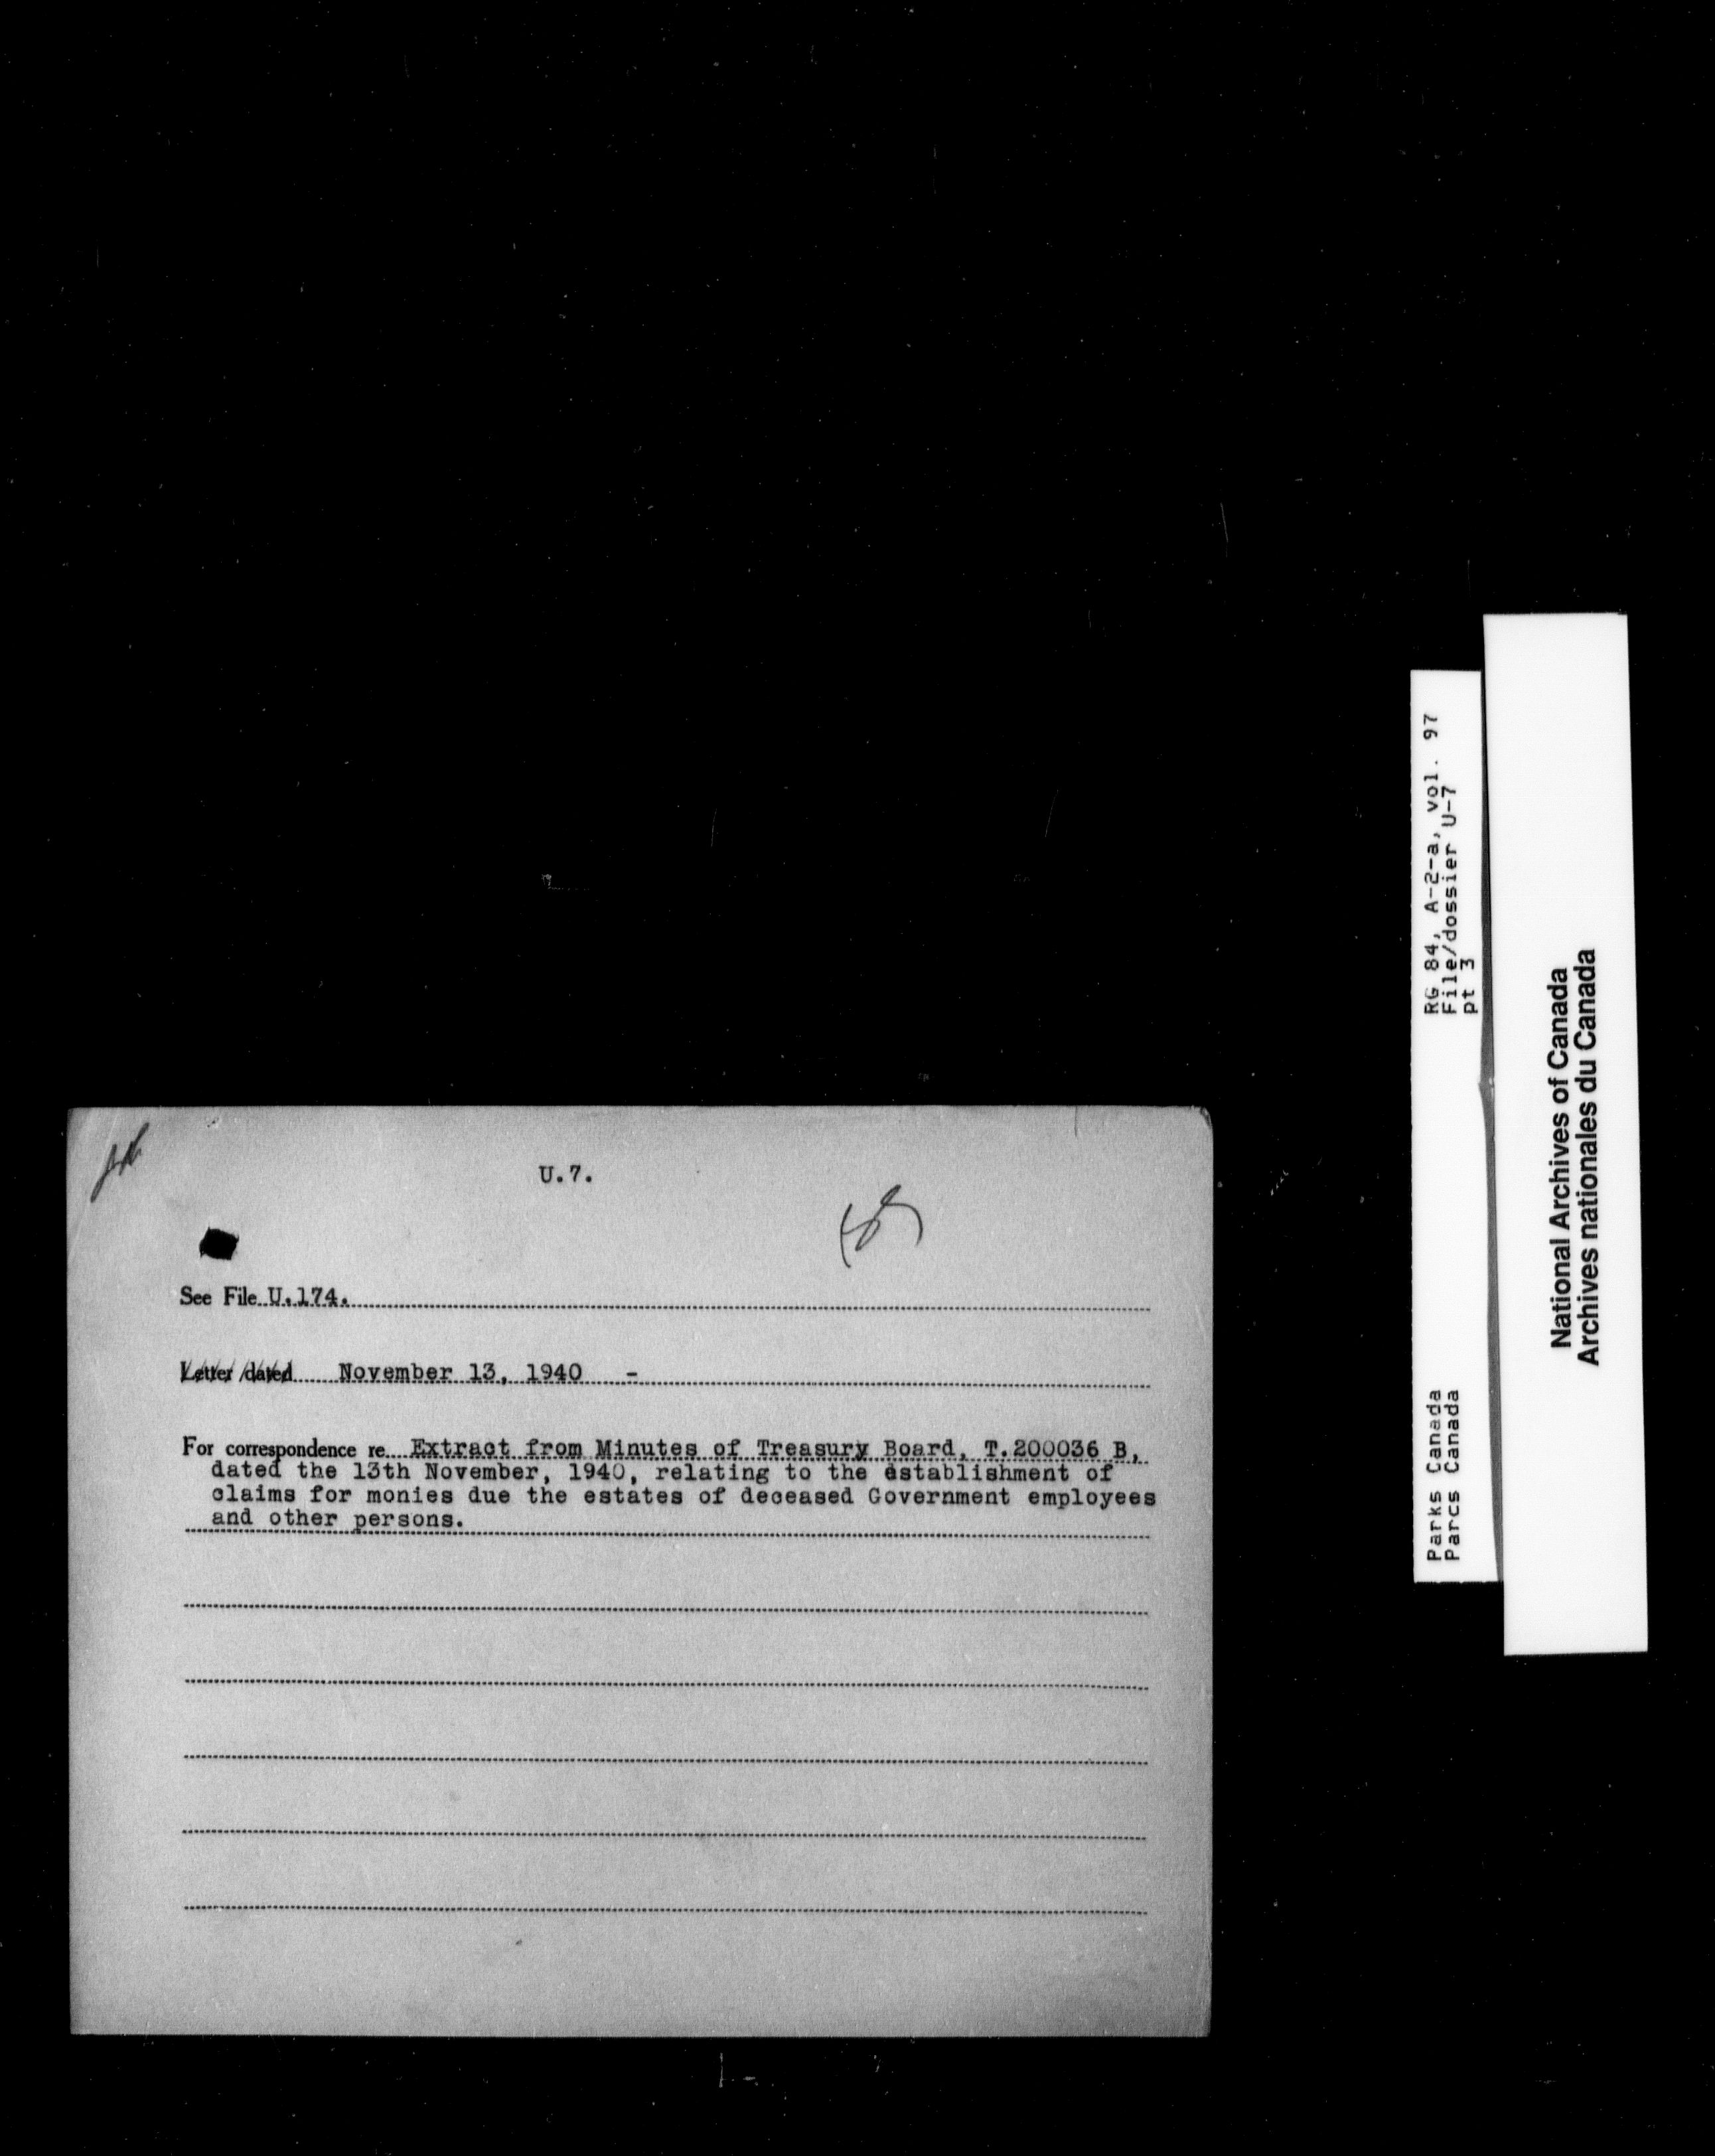 U.7.
See File U.174.
Letter dated November 13, 1940 -
For correspondence re Extract from Minutes of Treasury Board, T.200036 B,
dated the 13th November, 1940, relating to the establishment of
claims for monies due the estates of deceased Government employees
and other persons.
RG 84, A-2-a, vol. 97
File/dossier U-7
pt 3
Parks Canada
Parcs Canada
National Archives of Canada
Archives nationales du Canada